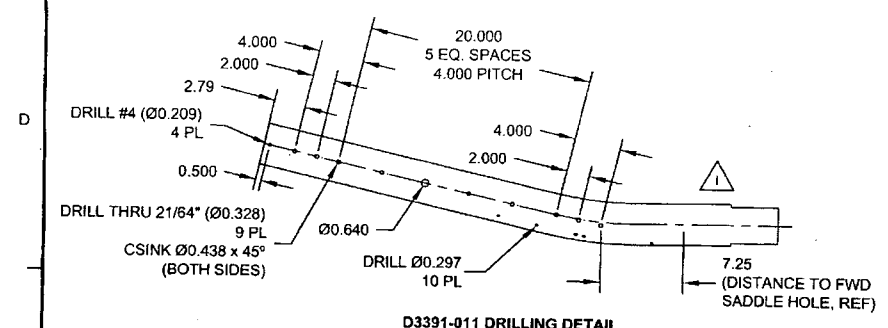 20.000
5 EQ. SPACES
4.000 PITCH
4.000
2.000
2.79
D
DRILL #4 (Ø0.209)
4 PL
4.000
2.000
1
0.500
DRILL THRU 21/64" (Ø0.328)
9 PL
CSINK Ø0.438 x 45º
(BOTH SIDES)
Ø0.640
DRILL Ø0.297
10 PL
7.25
(DISTANCE TO FWD
SADDLE HOLE, REF)
D3391-011 DRILLING DETAIL